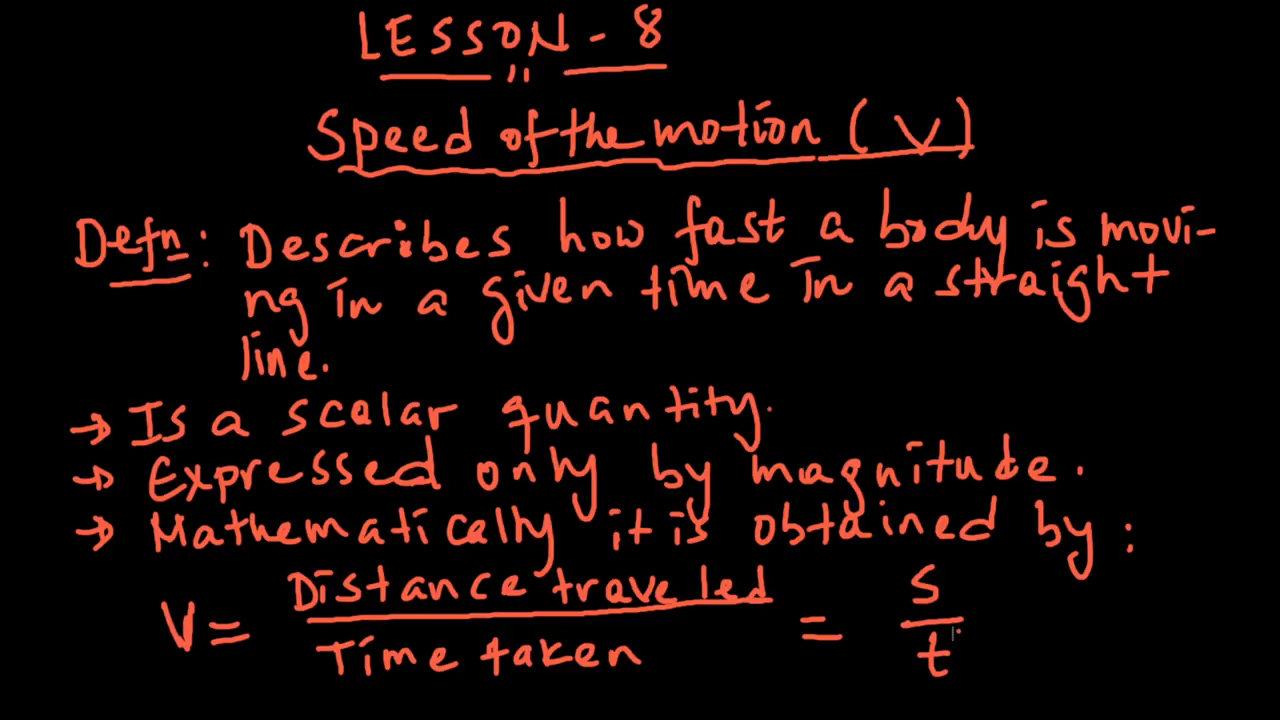 LESSON - 8
Speed of the motion (V)
Defn: Describes how fast a body is movi-
ng in a given time in a straight
line.
→ Is a scalar quantity.
→ Expressed only by magnitude.
→ Mathematically it is obtained by:
V = Distance traveled / Time taken = s / t